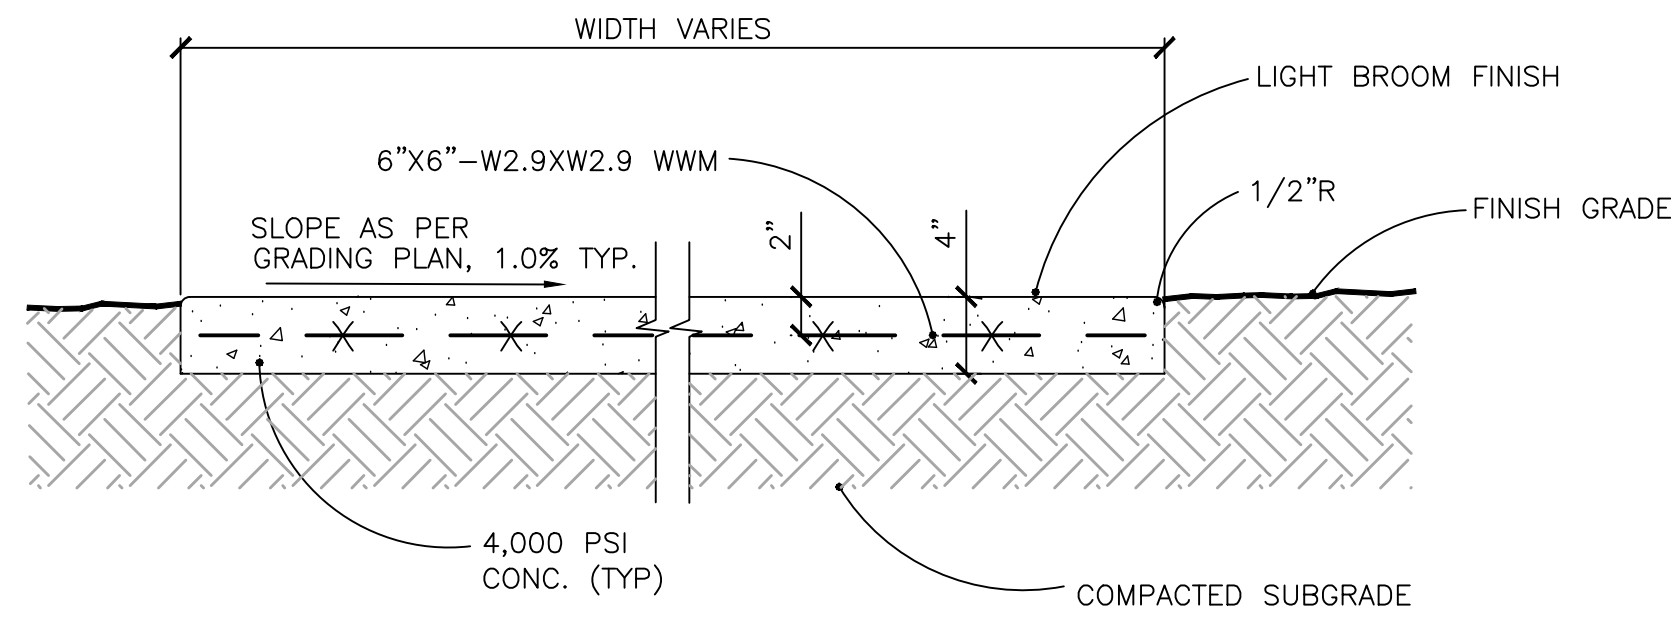 WIDTH VARIES
LIGHT BROOM FINISH
6”X6”–W2.9XW2.9 WWM
1/2”R
FINISH GRADE
SLOPE AS PER
GRADING PLAN, 1.0% TYP.
2”
4”
4,000 PSI
CONC. (TYP)
COMPACTED SUBGRADE